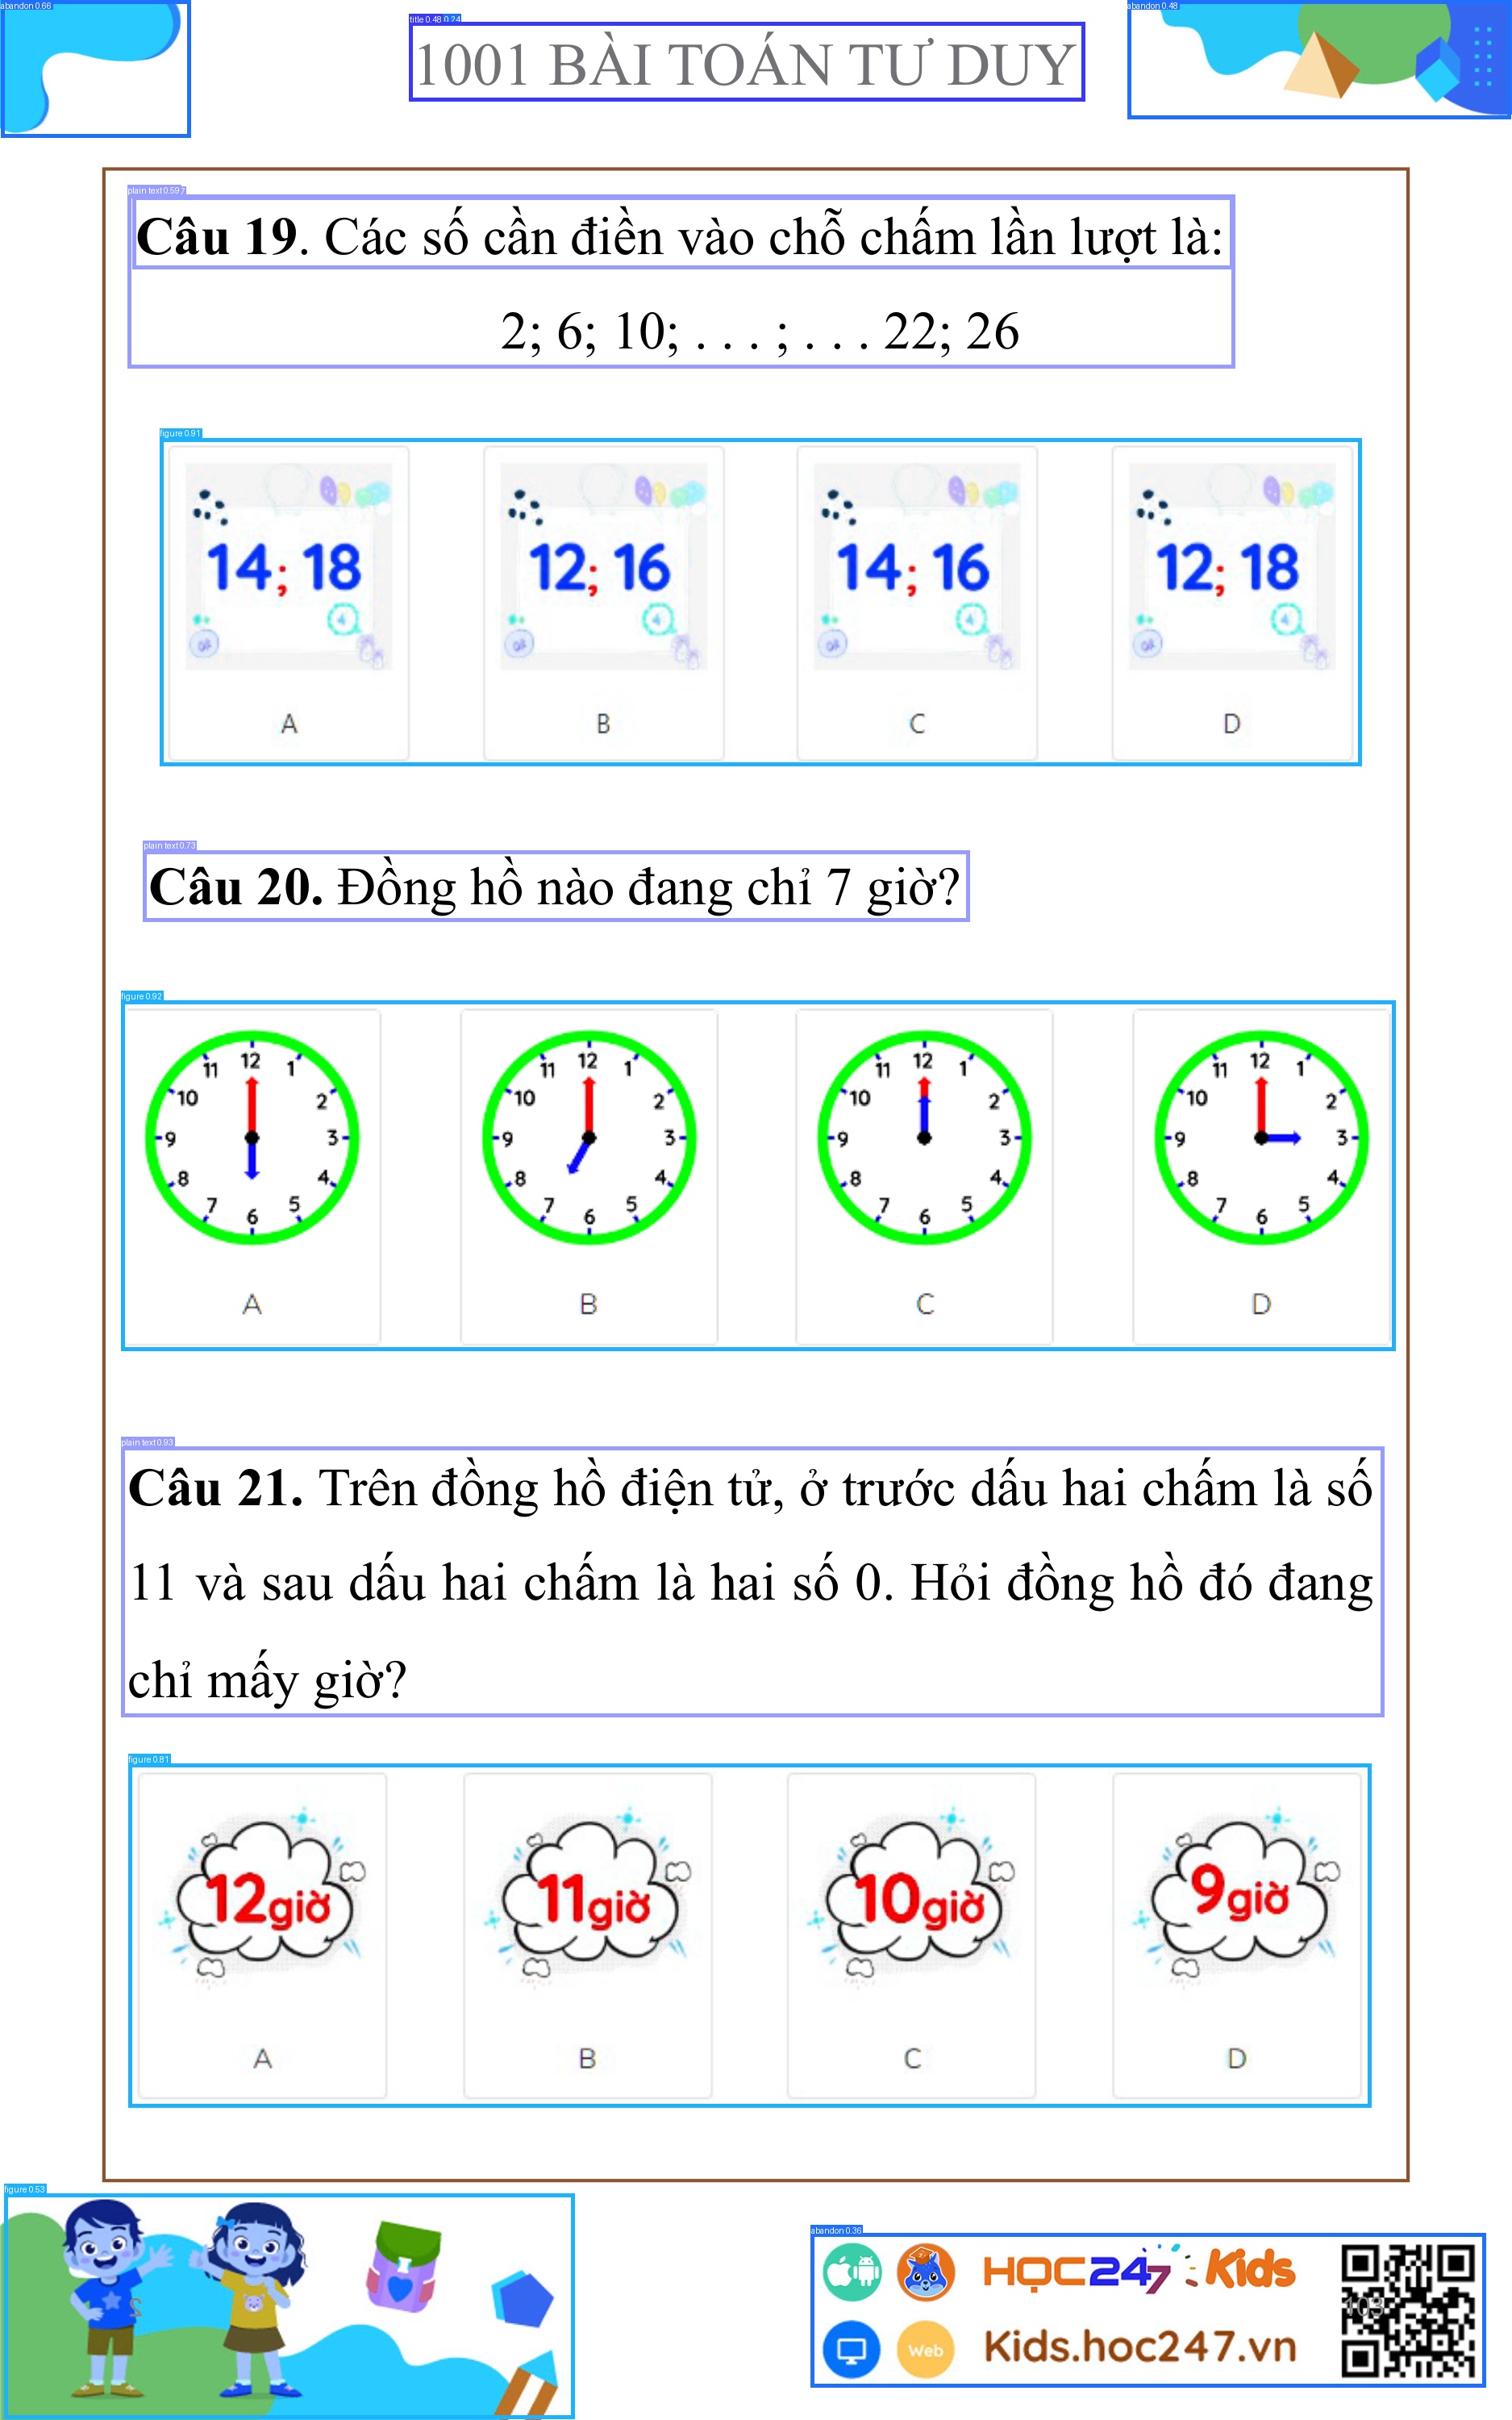 abandon 0.66
title 0.48 0.24
abandon 0.48
1001 BÀI TOÁN TƯ DUY
plain text 0.59
Câu 19. Các số cần điền vào chỗ chấm lần lượt là:
2; 6; 10; . . . ; . . . 22; 26
figure 0.91
14; 18
12; 16
14; 16
12; 18
A
B
C
D
plain text 0.73
Câu 20. Đồng hồ nào đang chỉ 7 giờ?
figure 0.92
12 1 2 3 4 5 6 7 8 9 10 11
12 1 2 3 4 5 6 7 8 9 10 11
12 1 2 3 4 5 6 7 8 9 10 11
12 1 2 3 4 5 6 7 8 9 10 11
A
B
C
D
plain text 0.93
Câu 21. Trên đồng hồ điện tử, ở trước dấu hai chấm là số
11 và sau dấu hai chấm là hai số 0. Hỏi đồng hồ đó đang
chỉ mấy giờ?
figure 0.81
12giờ
11giờ
10giờ
9giờ
A
B
C
D
figure 0.53
abandon 0.36
HỌC247 Kids
103
Web
Kids.hoc247.vn